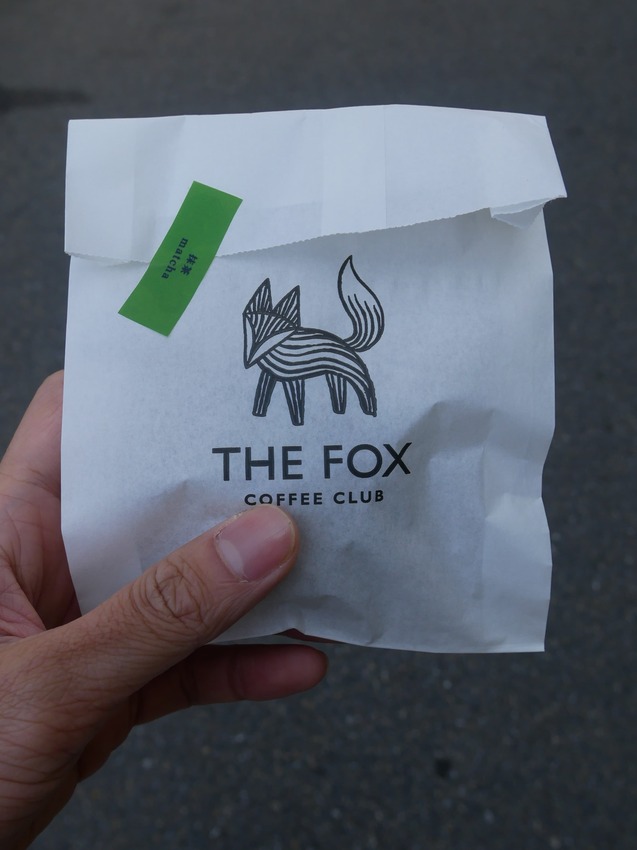 抹茶
matcha
THE FOX
COFFEE CLUB